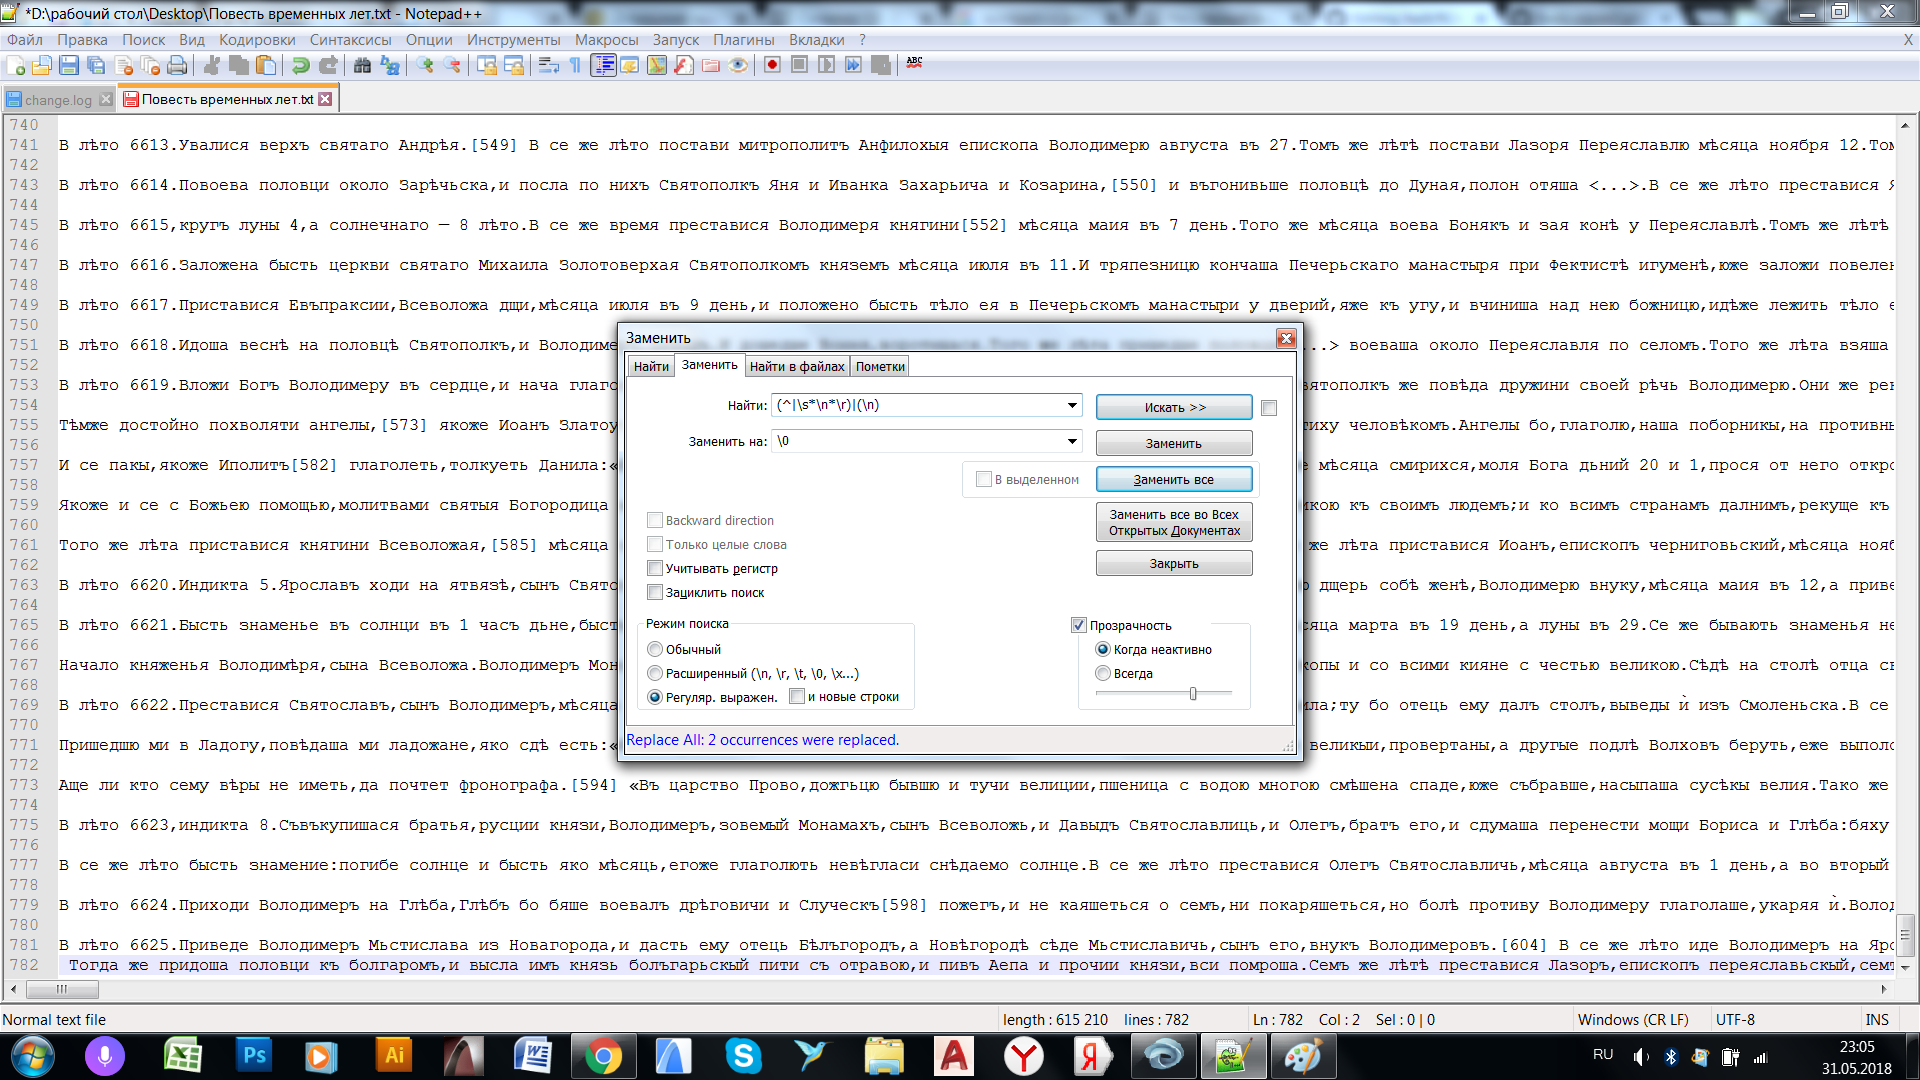 *D:\рабочий стол\Desktop\Повесть временных лет.txt - Notepad++
Файл Правка Поиск Вид Кодировки Синтаксисы Опции Инструменты Макросы Запуск Плагины Вкладки ? X
ABC
change.log Повесть временных лет.txt
740
741 В лѣто 6613.Увалися верхъ святаго Андрѣя.[549] В се же лѣто постави митрополитъ Анфилохыя епископа Володимерю августа въ 27.Томъ же лѣтѣ постави Лазоря Переяславлю мѣсяца ноября 12.Том
742
743 В лѣто 6614.Повоева половци около Зарѣчьска,и посла по нихъ Святополкъ Яня и Иванка Захарьича и Козарина,[550] и въгонивьше половцѣ до Дуная,полон отяша <...>.В се же лѣто преставися Я
744
745 В лѣто 6615,кругъ луны 4,а солнечнаго — 8 лѣто.В се же время преставися Володимеря княгини[552] мѣсяца маия въ 7 день.Того же мѣсяца воева Бонякъ и зая конѣ у Переяславлѣ.Томъ же лѣтѣ
746
747 В лѣто 6616.Заложена бысть церкви святаго Михаила Золотоверхая Святополкомъ княземъ мѣсяца июля въ 11.И тряпезницю кончаша Печерьскаго манастыря при Фектистѣ игуменѣ,юже заложи повелен
748
749 В лѣто 6617.Приставися Евъпраксии,Всеволожа дщи,мѣсяца июля въ 9 день,и положено бысть тѣло ея в Печерьскомъ манастыри у дверий,яже къ угу,и вчиниша над нею божницю,идѣже лежить тѣло е
750
751 В лѣто 6618.Идоша веснѣ на половцѣ Святополкъ,и Володиме ...> воеваша около Переяславля по селомъ.Того же лѣта взяша
752
753 В лѣто 6619.Вложи Богъ Володимеру въ сердце,и нача глаго вятополкъ же повѣда дружини своей рѣчь Володимерю.Они же рек
754
755 Тѣмже достойно похволяти ангелы,[573] якоже Иоанъ Златоу тиху человѣкомъ.Ангелы бо,глаголю,наша поборникы,на противны
756
757 И се пакы,якоже Иполитъ[582] глаголеть,толкуеть Данила:« е мѣсяца смирихся,моля Бога дьний 20 и 1,прося от него откро
758
759 Якоже и се с Божьею помощью,молитвами святыя Богородица икою къ своимъ людемъ;и ко всимъ странам далнимъ,рекуще къ
760
761 Того же лѣта приставися княгини Всеволожая,[585] мѣсяца же лѣта приставися Иоанъ,епископъ черниговьский,мѣсяца нояб
762
763 В лѣто 6620.Индикта 5.Ярославъ ходи на ятвязѣ,сынъ Свято ю дщерь собѣ женѣ,Володимерю внуку,мѣсяца маия въ 12,а приве
764
765 В лѣто 6621.Бысть знаменье въ солнци въ 1 часъ дьне,быст сяца марта въ 19 день,а луны въ 29.Се же бывають знаменья не
766
767 Начало княженья Володимѣря,сына Всеволожа.Володимеръ Мон копы и со всими кияне с честью великою.Сѣдѣ на столѣ отца св
768
769 В лѣто 6622.Преставися Святославъ,сынъ Володимеръ,мѣсяца ила;ту бо отець ему далъ столъ,выведы ѝ изъ Смоленьска.В се
770
771 Пришедшю ми в Ладогу,повѣдаша ми ладожане,яко сдѣ есть:« великыи,провертаны,а другые подлѣ Волховъ беруть,еже выполо
772
773 Аще ли кто сему вѣры не иметь,да почтет фронографа.[594] «Въ царство Прово,дожгьцю бывшю и тучи велиции,пшеница с водою многою смѣшена спаде,юже събравше,насыпаша сусѣкы велия.Тако же
774
775 В лѣто 6623,индикта 8.Съвъкупишася братья,русции князи,Володимеръ,зовемый Монамахъ,сынъ Всеволожь,и Давыдъ Святославлиць,и Олегъ,братъ его,и сдумаша перенести мощи Бориса и Глѣба:бяху
776
777 В се же лѣто бысть знамение:погибе солнце и бысть яко мѣсяць,егоже глаголють невѣгласи снѣдаемо солнце.В се же лѣто преставися Олегъ Святославличь,мѣсяца августа въ 1 день,а во вторый
778
779 В лѣто 6624.Приходи Володимеръ на Глѣба,Глѣбъ бо бяше воевалъ дрѣговичи и Случескъ[598] пожегъ,и не каяшеться о семъ,ни покаряшеться,но болѣ противу Володимеру глаголаше,укаряя ѝ.Волод
780
781 В лѣто 6625.Приведе Володимеръ Мьстислава из Новагорода,и дасть ему отець Бѣлъгородъ,а Новѣгородѣ сѣде Мьстиславичь,сынъ его,внукъ Володимеровъ.[604] В се же лѣто иде Володимеръ на Яро
782 Тогда же придоша половци къ болгаромъ,и высла имъ князь болъгарьскый пити съ отравою,и пивъ Аепа и прочии князи,вси помроша.Семъ же лѣтѣ преставися Лазоръ,епископъ переяславьскый,семт
Заменить
Найти Заменить Найти в файлах Пометки
Найти: (^|\s*\n*\r)|(\n) Искать >>
Заменить на: \0 Заменить
В выделенном Заменить все
Заменить все во Всех Открытых Документах
Закрыть
Backward direction
Только целые слова
Учитывать регистр
Зациклить поиск
Режим поиска
Обычный
Расширенный (\n, \r, \t, \0, \x...)
Регуляр. выражен. и новые строки
Прозрачность
Когда неактивно
Всегда
Replace All: 2 occurrences were replaced.
Normal text file length : 615 210 lines : 782 Ln : 782 Col : 2 Sel : 0 | 0 Windows (CR LF) UTF-8 INS
Ps Ai RU 23:05
31.05.2018